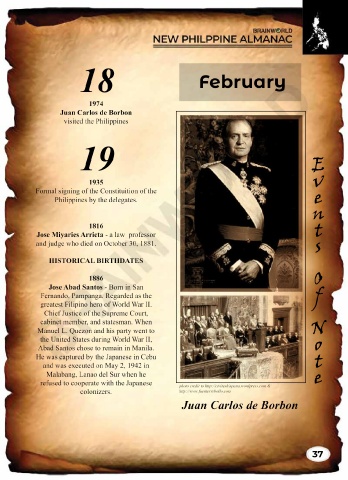 BRAINWORLD
NEW PHILPPINE ALMANAC
February
18
1974
Juan Carlos de Borbon
visited the Philippines
19
1935
Formal signing of the Constituition of the
Philippines by the delegates.
1816
Jose Miyaries Arrieta - a law professor
and judge who died on October 30, 1881.
HISTORICAL BIRTHDATES
1886
Jose Abad Santos - Born in San
Fernando, Pampanga. Regarded as the
greatest Filipino hero of World War II.
Chief Justice of the Supreme Court,
cabinet member, and statesman. When
Manuel L. Quezon and his party went to
the United States during World War II,
Abad Santos chose to remain in Manila.
He was captured by the Japanese in Cebu
and was executed on May 2, 1942 in
Malabang, Lenao del Sur when he
refused to cooperate with the Japanese
colonizers.
Events Of Note
Juan Carlos de Borbon
37